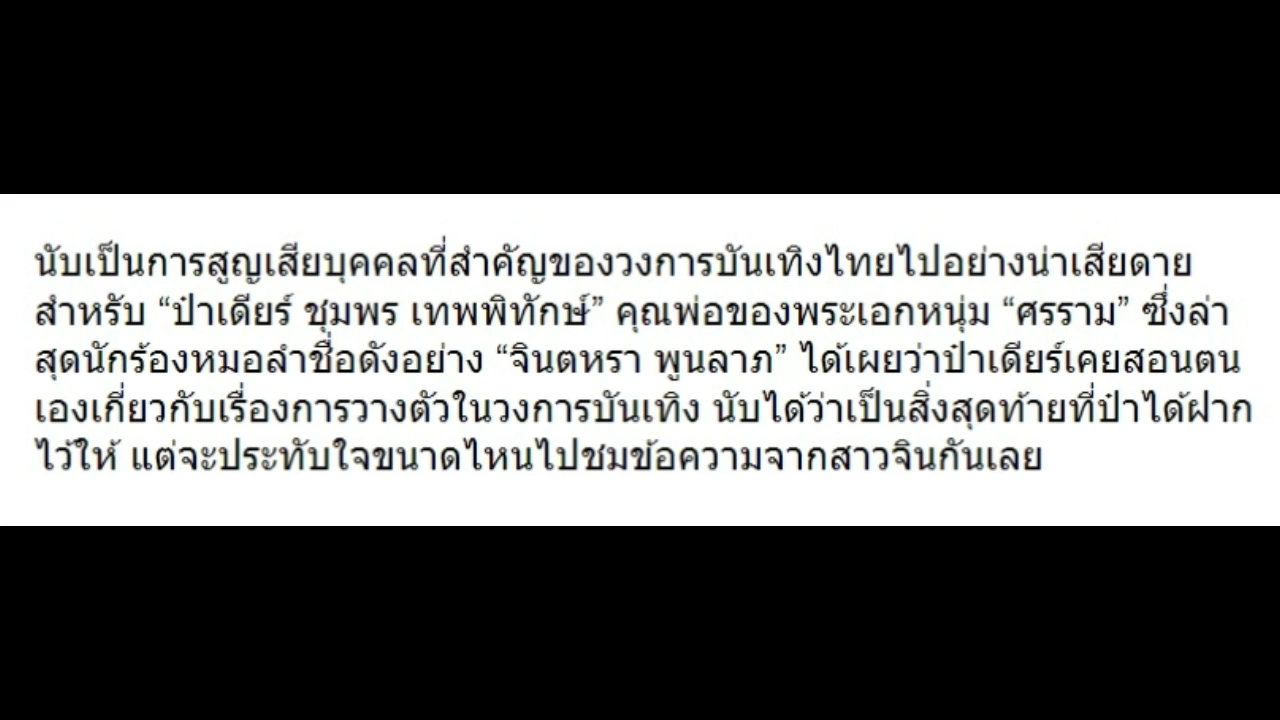 นับเป็นการสูญเสียบุคคลที่สำคัญของวงการบันเทิงไทยไปอย่างน่าเสียดาย
สำหรับ “ป๋าเดียร์ ชุมพร เทพพิทักษ์” คุณพ่อของพระเอกหนุ่ม “ศรราม” ซึ่งล่า
สุดนักร้องหมอลำชื่อดังอย่าง “จินตหรา พูนลาภ” ได้เผยว่าป๋าเดียร์เคยสอนตน
เองเกี่ยวกับเรื่องการวางตัวในวงการบันเทิง นับได้ว่าเป็นสิ่งสุดท้ายที่ป๋าได้ฝาก
ไว้ให้ แต่จะประทับใจขนาดไหนไปชมข้อความจากสาวจินกันเลย